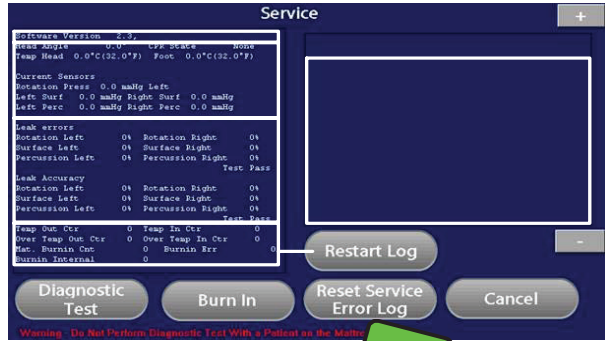 Service
+
Software Version 2.3,
Head Angle 0.0° CPR State None
Temp Head 0.0°C(32.0°F) Foot 0.0°C(32.0°F)
Current Sensors
Rotation Press 0.0 mmHg Left
Left Surf 0.0 mmHg Right Surf 0.0 mmHg
Left Perc 0.0 mmHg Right Perc 0.0 mmHg
Leak errors
Rotation Left 0% Rotation Right 0%
Surface Left 0% Surface Right 0%
Percussion Left 0% Percussion Right 0%
Test Pass
Leak Accuracy
Rotation Left 0% Rotation Right 0%
Surface Left 0% Surface Right 0%
Percussion Left 0% Percussion Right 0%
Test Pass
Temp Out Ctr 0 Temp In Ctr 0
Over Temp Out Ctr 0 Over Temp In Ctr 0
Mat. Burnin Cnt 0 Burnin Err 0
Burnin Internal 0
-
Restart Log
Diagnostic Test
Burn In
Reset Service Error Log
Cancel
Warning - Do Not Perform Diagnostic Test With a Patient on the Mattre